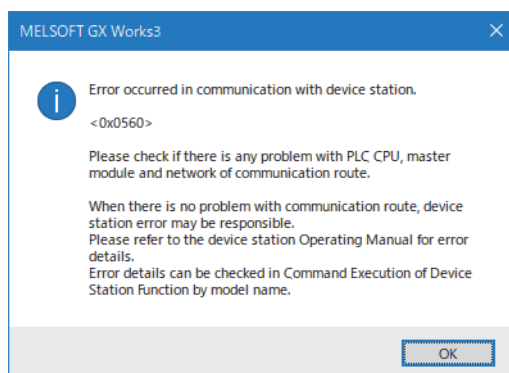 MELSOFT GX Works3
Error occurred in communication with device station.
<0x0560>
Please check if there is any problem with PLC CPU, master
module and network of communication route.
When there is no problem with communication route, device
station error may be responsible.
Please refer to the device station Operating Manual for error
details.
Error details can be checked in Command Execution of Device
Station Function by model name.
OK